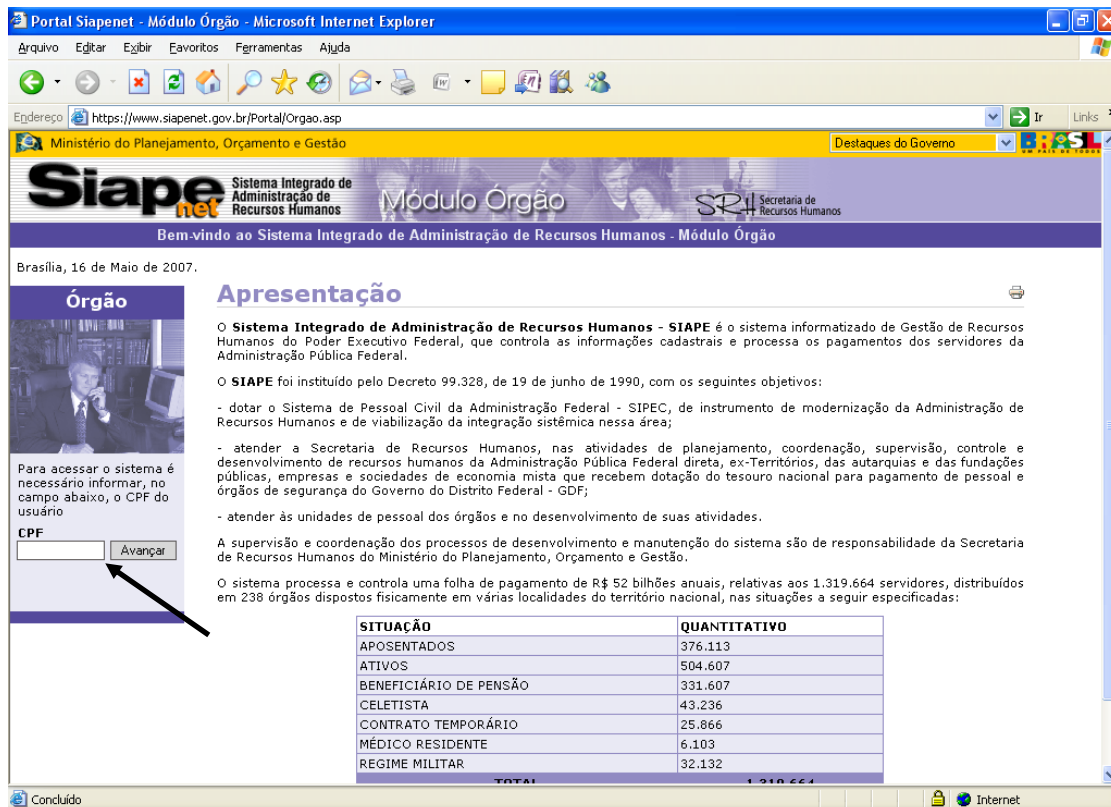 Portal Siapenet - Módulo Órgão - Microsoft Internet Explorer
Arquivo Editar Exibir Favoritos Ferramentas Ajuda
Endereço https://www.siapenet.gov.br/Portal/Orgao.asp Ir Links
Ministério do Planejamento, Orçamento e Gestão Destaques do Governo BRASIL
UM PAÍS DE TODOS
Siape net
Sistema Integrado de
Administração de
Recursos Humanos
Módulo Órgão
SRH Secretaria de
Recursos Humanos
Bem-vindo ao Sistema Integrado de Administração de Recursos Humanos - Módulo Órgão
Brasília, 16 de Maio de 2007.
Órgão
Para acessar o sistema é
necessário informar, no
campo abaixo, o CPF do
usuário
CPF
Avançar
Apresentação
O Sistema Integrado de Administração de Recursos Humanos - SIAPE é o sistema informatizado de Gestão de Recursos
Humanos do Poder Executivo Federal, que controla as informações cadastrais e processa os pagamentos dos servidores da
Administração Pública Federal.
O SIAPE foi instituído pelo Decreto 99.328, de 19 de junho de 1990, com os seguintes objetivos:
- dotar o Sistema de Pessoal Civil da Administração Federal - SIPEC, de instrumento de modernização da Administração de
Recursos Humanos e de viabilização da integração sistêmica nessa área;
- atender a Secretaria de Recursos Humanos, nas atividades de planejamento, coordenação, supervisão, controle e
desenvolvimento de recursos humanos da Administração Pública Federal direta, ex-Territórios, das autarquias e das fundações
públicas, empresas e sociedades de economia mista que recebem dotação do tesouro nacional para pagamento de pessoal e
órgãos de segurança do Governo do Distrito Federal - GDF;
- atender às unidades de pessoal dos órgãos e no desenvolvimento de suas atividades.
A supervisão e coordenação dos processos de desenvolvimento e manutenção do sistema são de responsabilidade da Secretaria
de Recursos Humanos do Ministério do Planejamento, Orçamento e Gestão.
O sistema processa e controla uma folha de pagamento de R$ 52 bilhões anuais, relativas aos 1.319.664 servidores, distribuídos
em 238 órgãos dispostos fisicamente em várias localidades do território nacional, nas situações a seguir especificadas:
SITUAÇÃO QUANTITATIVO
APOSENTADOS 376.113
ATIVOS 504.607
BENEFICIÁRIO DE PENSÃO 331.607
CELETISTA 43.236
CONTRATO TEMPORÁRIO 25.866
MÉDICO RESIDENTE 6.103
REGIME MILITAR 32.132
TOTAL 1.319.664
Concluído Internet